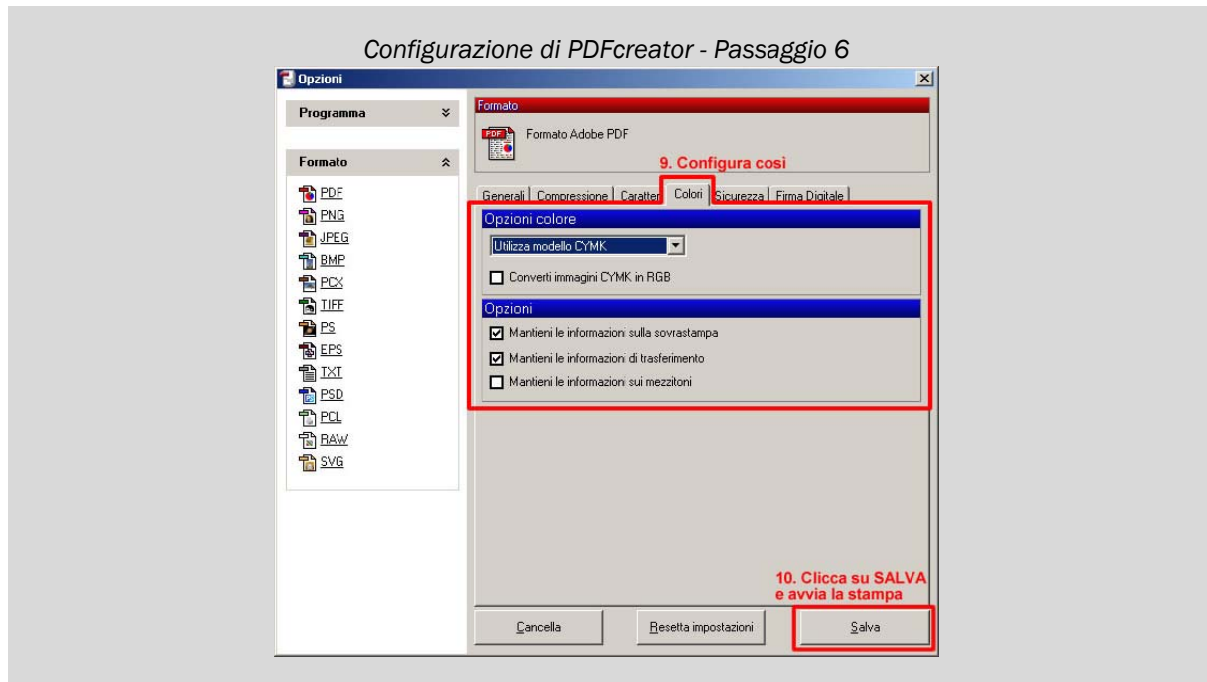 Configurazione di PDFcreator - Passaggio 6
Opzioni
Programma
Formato
PDF
PNG
JPEG
BMP
PCX
TIFF
PS
EPS
TXT
PSD
PCL
RAW
SVG
Formato
PDF
Formato Adobe PDF
9. Configura così
Generali Compressione Caratteri Colori Sicurezza Firma Digitale
Opzioni colore
Utilizza modello CYMK
Converti immagini CYMK in RGB
Opzioni
Mantieni le informazioni sulla sovrastampa
Mantieni le informazioni di trasferimento
Mantieni le informazioni sui mezzitoni
10. Clicca su SALVA
e avvia la stampa
Cancella Resetta impostazioni Salva